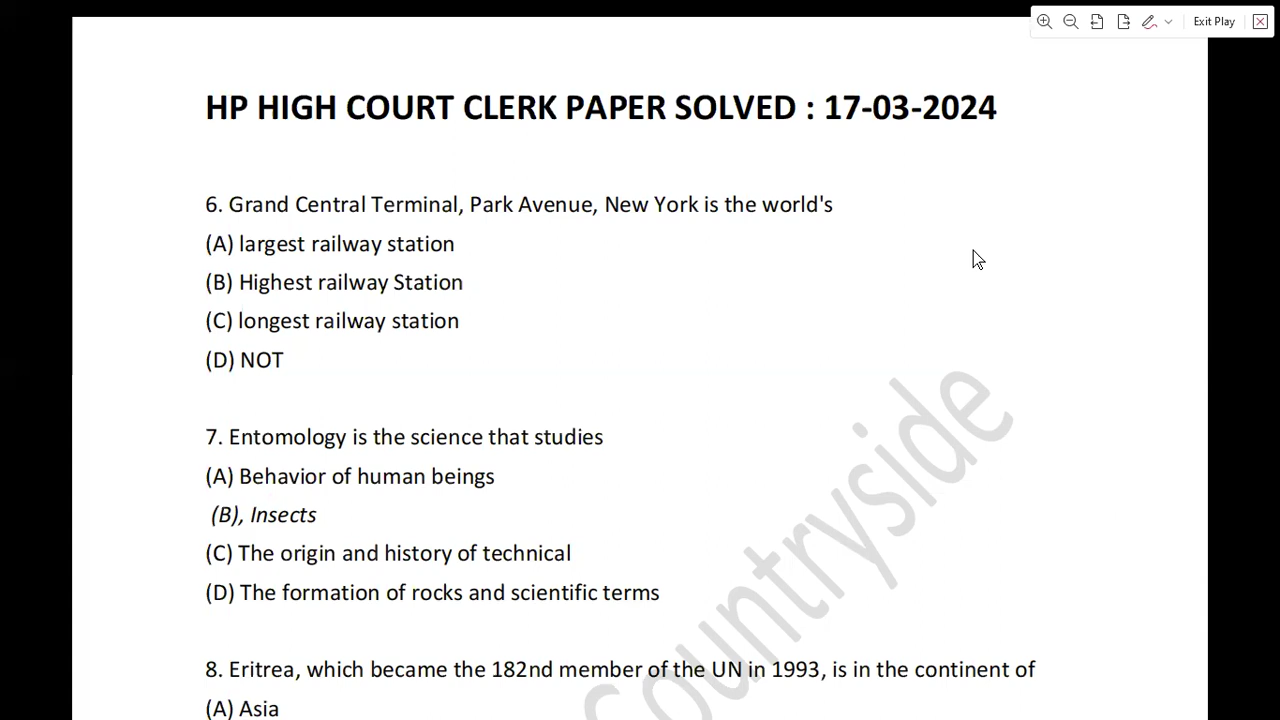 Exit Play
HP HIGH COURT CLERK PAPER SOLVED : 17-03-2024
6. Grand Central Terminal, Park Avenue, New York is the world's
(A) largest railway station
(B) Highest railway Station
(C) longest railway station
(D) NOT
7. Entomology is the science that studies
(A) Behavior of human beings
(B), Insects
(C) The origin and history of technical
(D) The formation of rocks and scientific terms
8. Eritrea, which became the 182nd member of the UN in 1993, is in the continent of
(A) Asia
Countryside